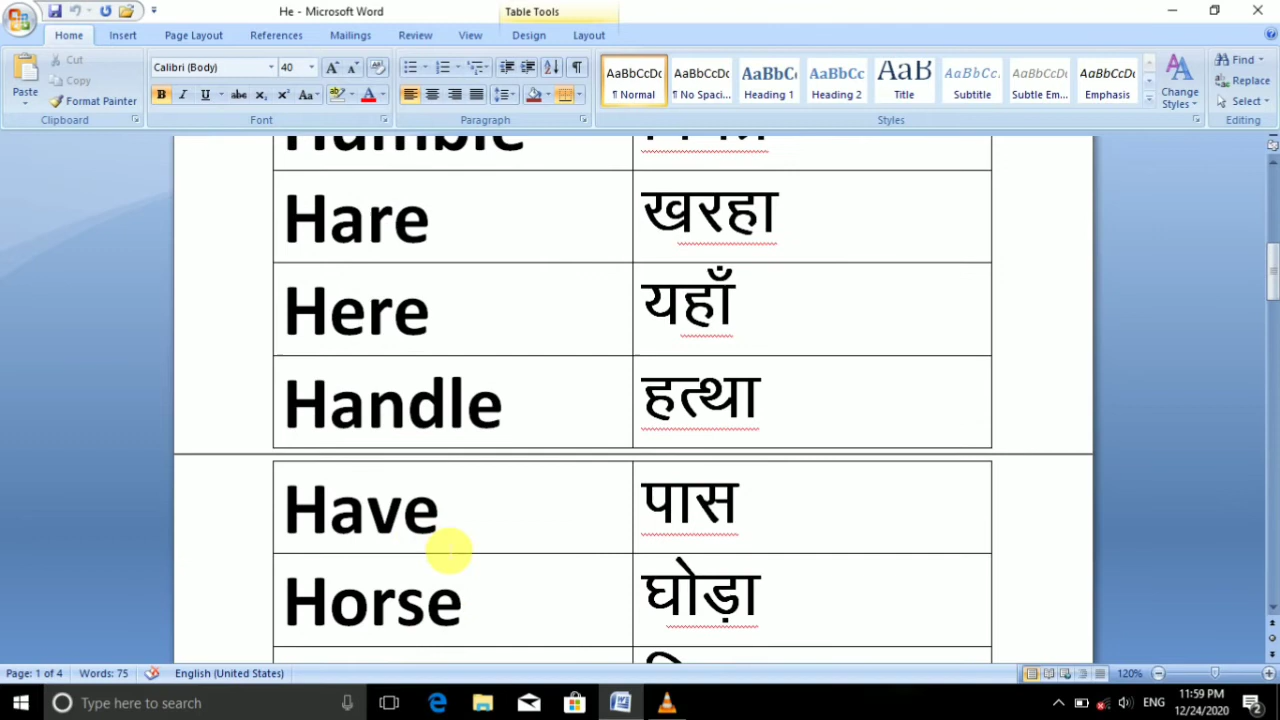 He - Microsoft Word
Table Tools
Home Insert Page Layout References Mailings Review View Design Layout
Paste
Cut
Copy
Format Painter
Clipboard
Calibri (Body) 40
Font
Paragraph
AaBbCcDc AaBbCcDc AaBbC AaBbCc AaB AaBbCc. AaBbCcDc AaBbCcDc
¶ Normal ¶ No Spaci... Heading 1 Heading 2 Title Subtitle Subtle Em... Emphasis
Change Styles
Styles
Find
Replace
Select
Editing
Humble
Hare खरहा
Here यहाँ
Handle हत्था
Have पास
Horse घोड़ा
Page: 1 of 4 Words: 75 English (United States) 120%
Type here to search
ENG
11:59 PM
12/24/2020
2